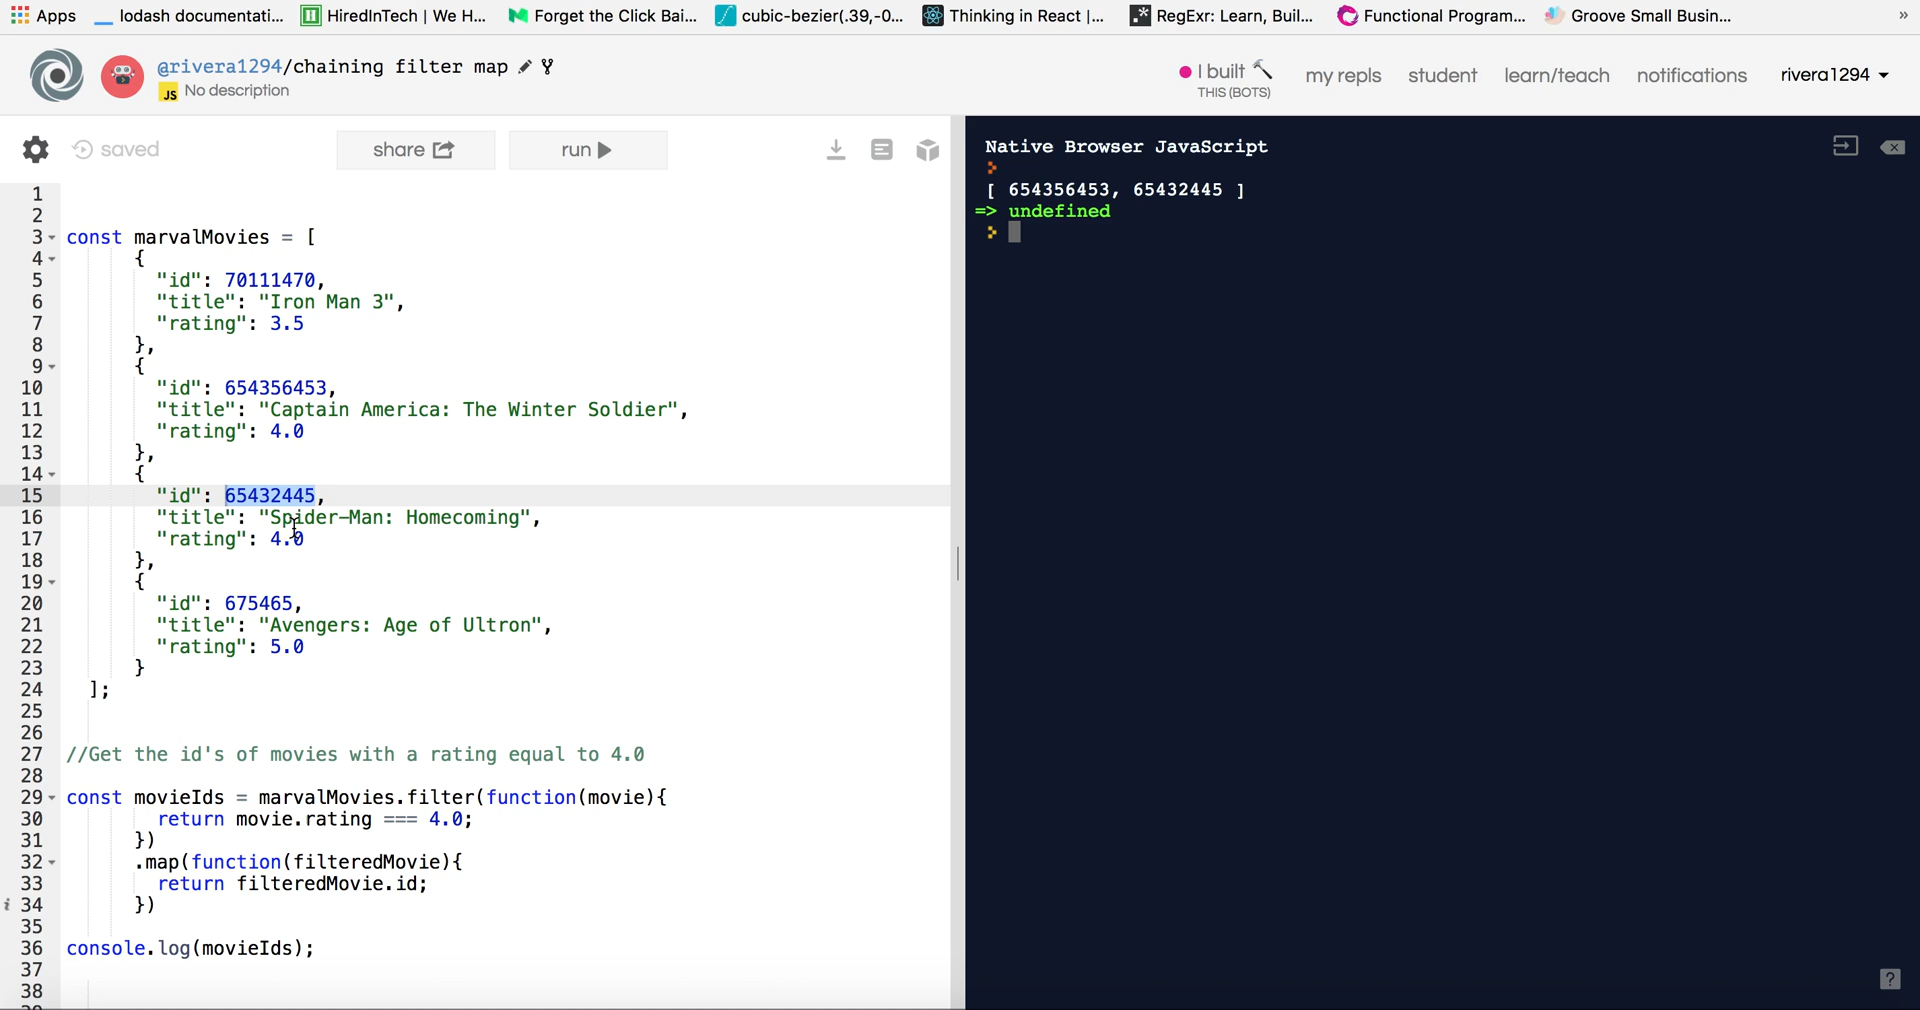 Apps lodash documentati... HiredInTech | We H... Forget the Click Bai... cubic-bezier(.39,-0... Thinking in React |... RegExr: Learn, Buil... Functional Program... Groove Small Busin... »
@rivera1294/chaining filter map
JS No description
I built
THIS (BOTS)
my repls student learn/teach notifications rivera1294
saved share run
1
2
3 const marvalMovies = [
4 {
5 "id": 70111470,
6 "title": "Iron Man 3",
7 "rating": 3.5
8 },
9 {
10 "id": 654356453,
11 "title": "Captain America: The Winter Soldier",
12 "rating": 4.0
13 },
14 {
15 "id": 65432445,
16 "title": "Spider-Man: Homecoming",
17 "rating": 4.0
18 },
19 {
20 "id": 675465,
21 "title": "Avengers: Age of Ultron",
22 "rating": 5.0
23 }
24 ];
25
26
27 //Get the id's of movies with a rating equal to 4.0
28
29 const movieIds = marvalMovies.filter(function(movie){
30 return movie.rating === 4.0;
31 })
32 .map(function(filteredMovie){
33 return filteredMovie.id;
i 34 })
35
36 console.log(movieIds);
37
38
Native Browser JavaScript
[ 654356453, 65432445 ]
=> undefined
?